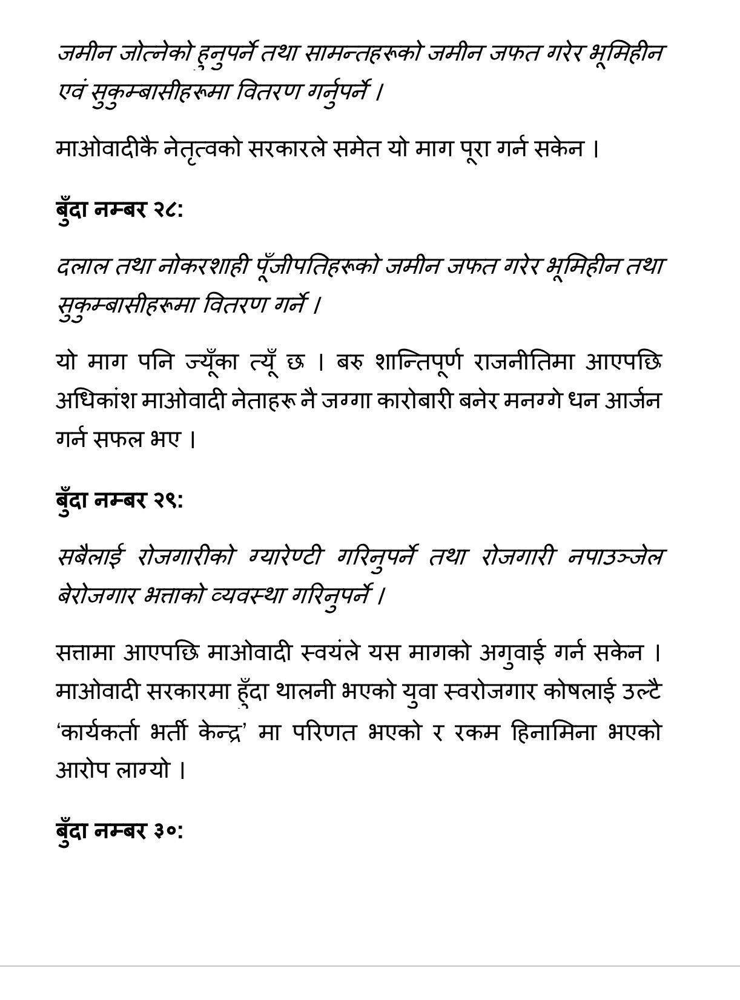 जमीन जोत्नेको हुनुपर्ने तथा सामन्तहरूको जमीन जफत गरेर भूमिहीन
एवं सुकुम्बासीहरूमा वितरण गर्नुपर्ने ।
माओवादीकै नेतृत्वको सरकारले समेत यो माग पूरा गर्न सकेन ।
बुँदा नम्बर २८:
दलाल तथा नोकरशाही पूँजीपतिहरूको जमीन जफत गरेर भूमिहीन तथा
सुकुम्बासीहरूमा वितरण गर्ने ।
यो माग पनि ज्यूँका त्यूँ छ । बरु शान्तिपूर्ण राजनीतिमा आएपछि
अधिकांश माओवादी नेताहरू नै जग्गा कारोबारी बनेर मनग्गे धन आर्जन
गर्न सफल भए ।
बुँदा नम्बर २९:
सबैलाई रोजगारीको ग्यारेण्टी गरिनुपर्ने तथा रोजगारी नपाउञ्जेल
बेरोजगार भत्ताको व्यवस्था गरिनुपर्ने ।
सत्तामा आएपछि माओवादी स्वयंले यस मागको अगुवाई गर्न सकेन ।
माओवादी सरकारमा हुँदा थालनी भएको युवा स्वरोजगार कोषलाई उल्टै
‘कार्यकर्ता भर्ती केन्द्र’ मा परिणत भएको र रकम हिनामिना भएको
आरोप लाग्यो ।
बुँदा नम्बर ३०: